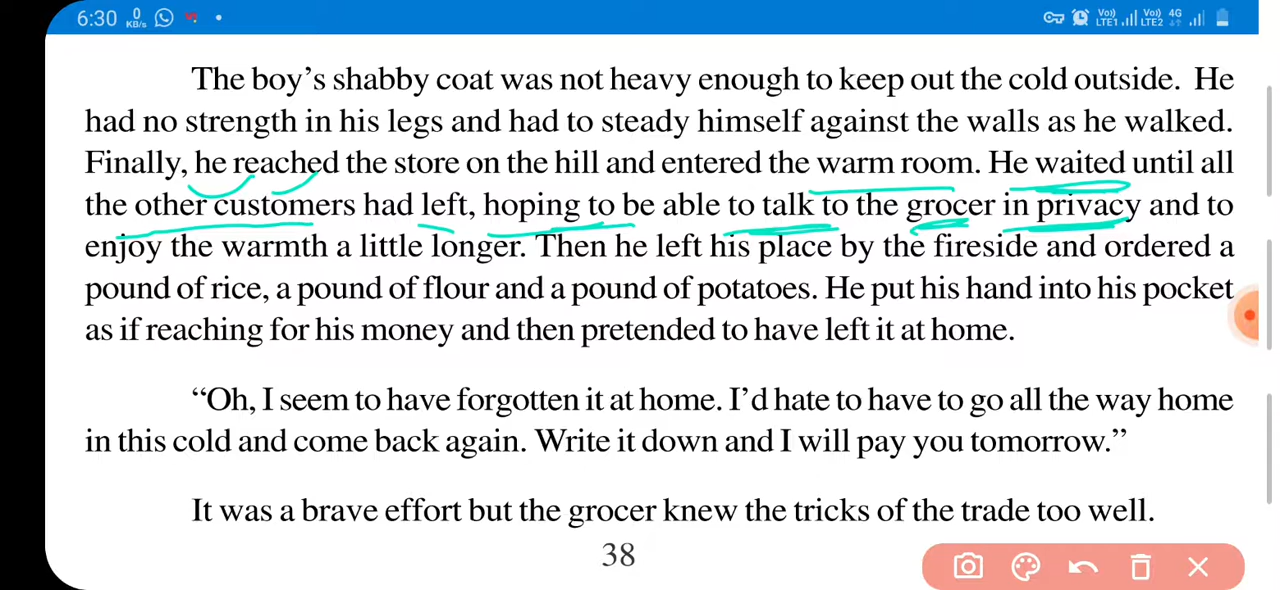 6:30 0 KB/s Vo) LTE1 Vo) LTE2 4G
The boy’s shabby coat was not heavy enough to keep out the cold outside. He
had no strength in his legs and had to steady himself against the walls as he walked.
Finally, he reached the store on the hill and entered the warm room. He waited until all
the other customers had left, hoping to be able to talk to the grocer in privacy and to
enjoy the warmth a little longer. Then he left his place by the fireside and ordered a
pound of rice, a pound of flour and a pound of potatoes. He put his hand into his pocket
as if reaching for his money and then pretended to have left it at home.
“Oh, I seem to have forgotten it at home. I’d hate to have to go all the way home
in this cold and come back again. Write it down and I will pay you tomorrow.”
It was a brave effort but the grocer knew the tricks of the trade too well.
38